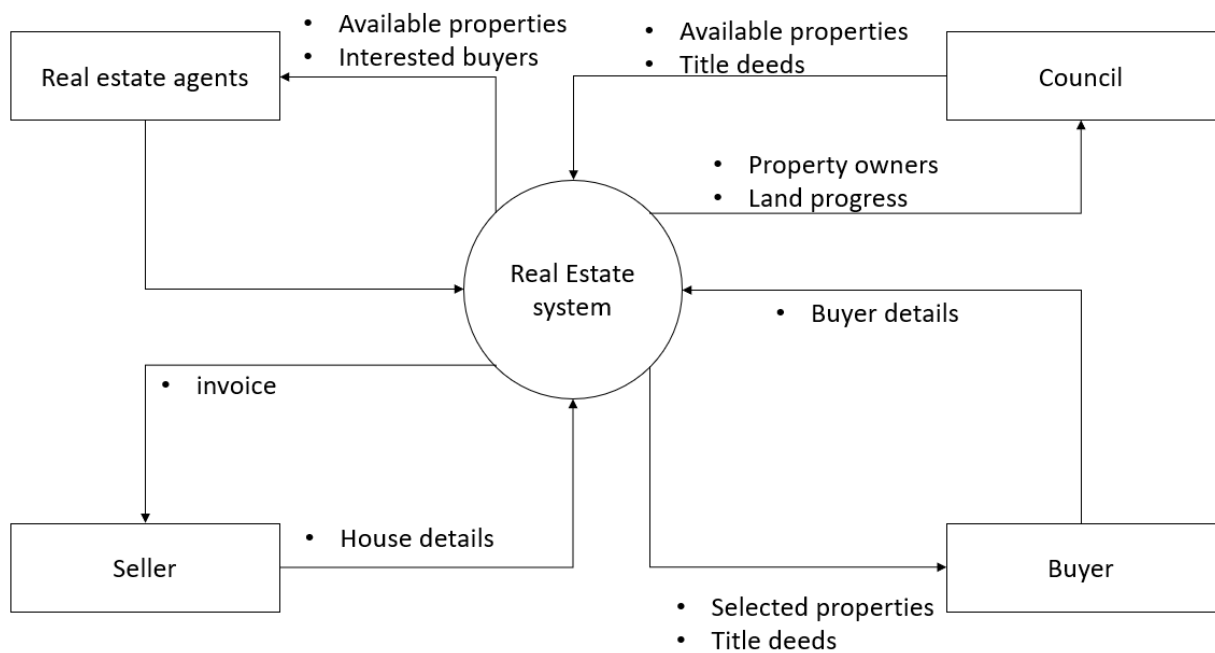 • Available properties
• Interested buyers
• Available properties
• Title deeds
Real estate agents
Council
• Property owners
• Land progress
Real Estate
system
• Buyer details
• invoice
• House details
Seller
Buyer
• Selected properties
• Title deeds